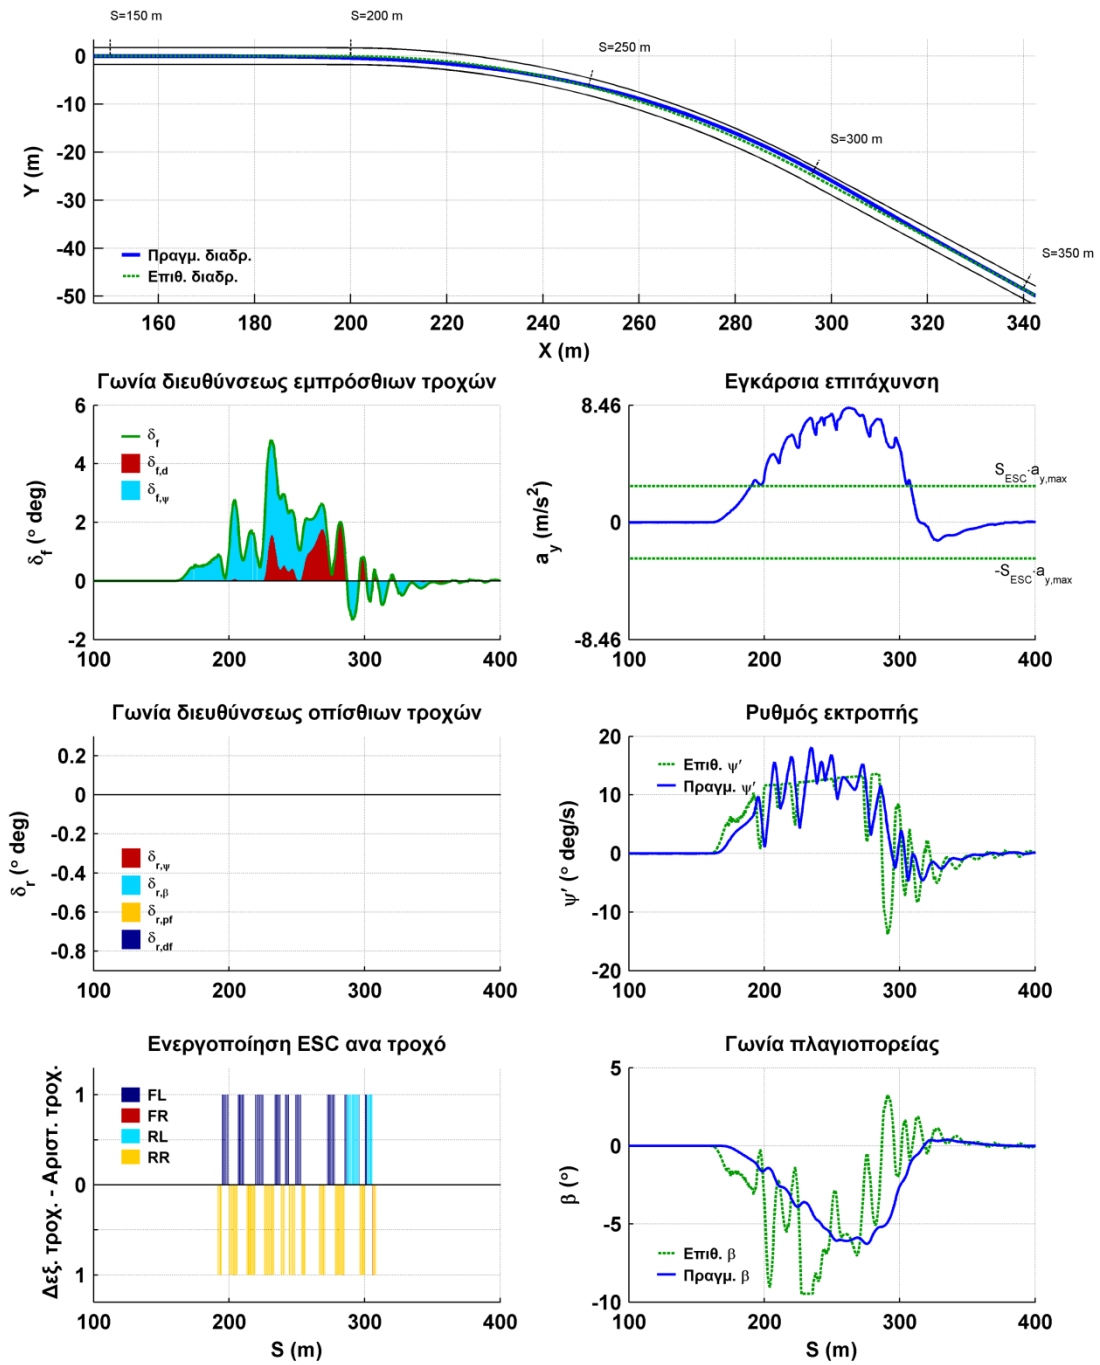 S=150 m
S=200 m
S=250 m
S=300 m
S=350 m
0
-10
-20
-30
-40
-50
Y (m)
Πραγμ. διαδρ.
Επιθ. διαδρ.
160 180 200 220 240 260 280 300 320 340
X (m)
Γωνία διευθύνσεως εμπρόσθιων τροχών
6
4
2
0
-2
δf (° deg)
δf
δf,d
δf,ψ
100 200 300 400
Εγκάρσια επιτάχυνση
8.46
0
-8.46
ay (m/s²)
SESC·ay,max
-SESC·ay,max
100 200 300 400
Γωνία διευθύνσεως οπίσθιων τροχών
0.2
0
-0.2
-0.4
-0.6
-0.8
δr (° deg)
δr,ψ
δr,β
δr,pf
δr,df
100 200 300 400
Ρυθμός εκτροπής
20
10
0
-10
-20
ψ′ (° deg/s)
Επιθ. ψ′
Πραγμ. ψ′
100 200 300 400
Ενεργοποίηση ESC ανα τροχό
1
0
1
Δεξ. τροχ. - Αριστ. τροχ.
FL
FR
RL
RR
100 200 300 400
S (m)
Γωνία πλαγιοπορείας
5
0
-5
-10
β (°)
Επιθ. β
Πραγμ. β
100 200 300 400
S (m)